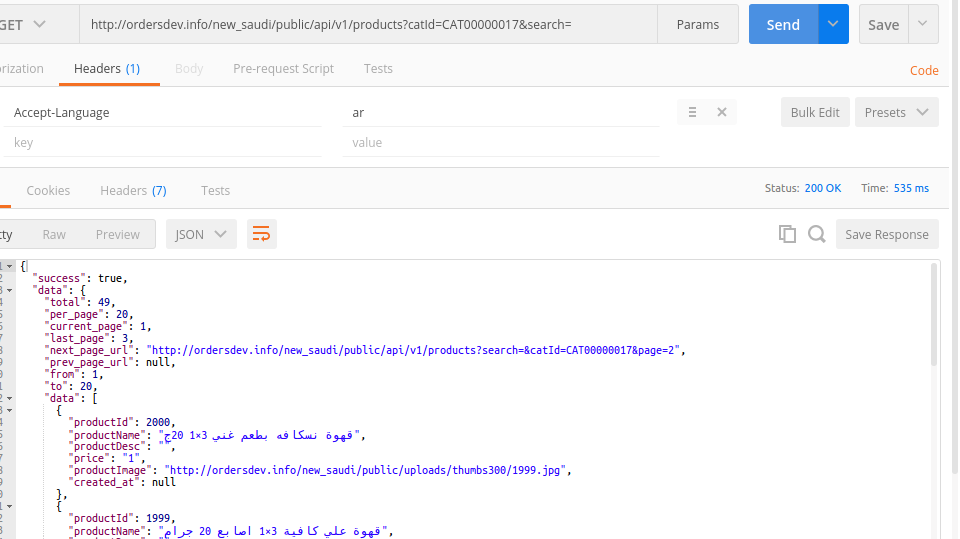 GET http://ordersdev.info/new_saudi/public/api/v1/products?catId=CAT00000017&search= Params Send Save
orization Headers (1) Body Pre-request Script Tests Code
Accept-Language ar Bulk Edit Presets
key value
Cookies Headers (7) Tests Status: 200 OK Time: 535 ms
tty Raw Preview JSON Save Response
{
"success": true,
"data": {
"total": 49,
"per_page": 20,
"current_page": 1,
"last_page": 3,
"next_page_url": "http://ordersdev.info/new_saudi/public/api/v1/products?search=&catId=CAT00000017&page=2",
"prev_page_url": null,
"from": 1,
"to": 20,
"data": [
{
"productId": 2000,
"productName": "قهوة نسكافه بطعم غني 3×1 20ج",
"productDesc": "",
"price": "1",
"productImage": "http://ordersdev.info/new_saudi/public/uploads/thumbs300/1999.jpg",
"created_at": null
},
{
"productId": 1999,
"productName": "قهوة علي كافية 3×1 اصابع 20 جرام",